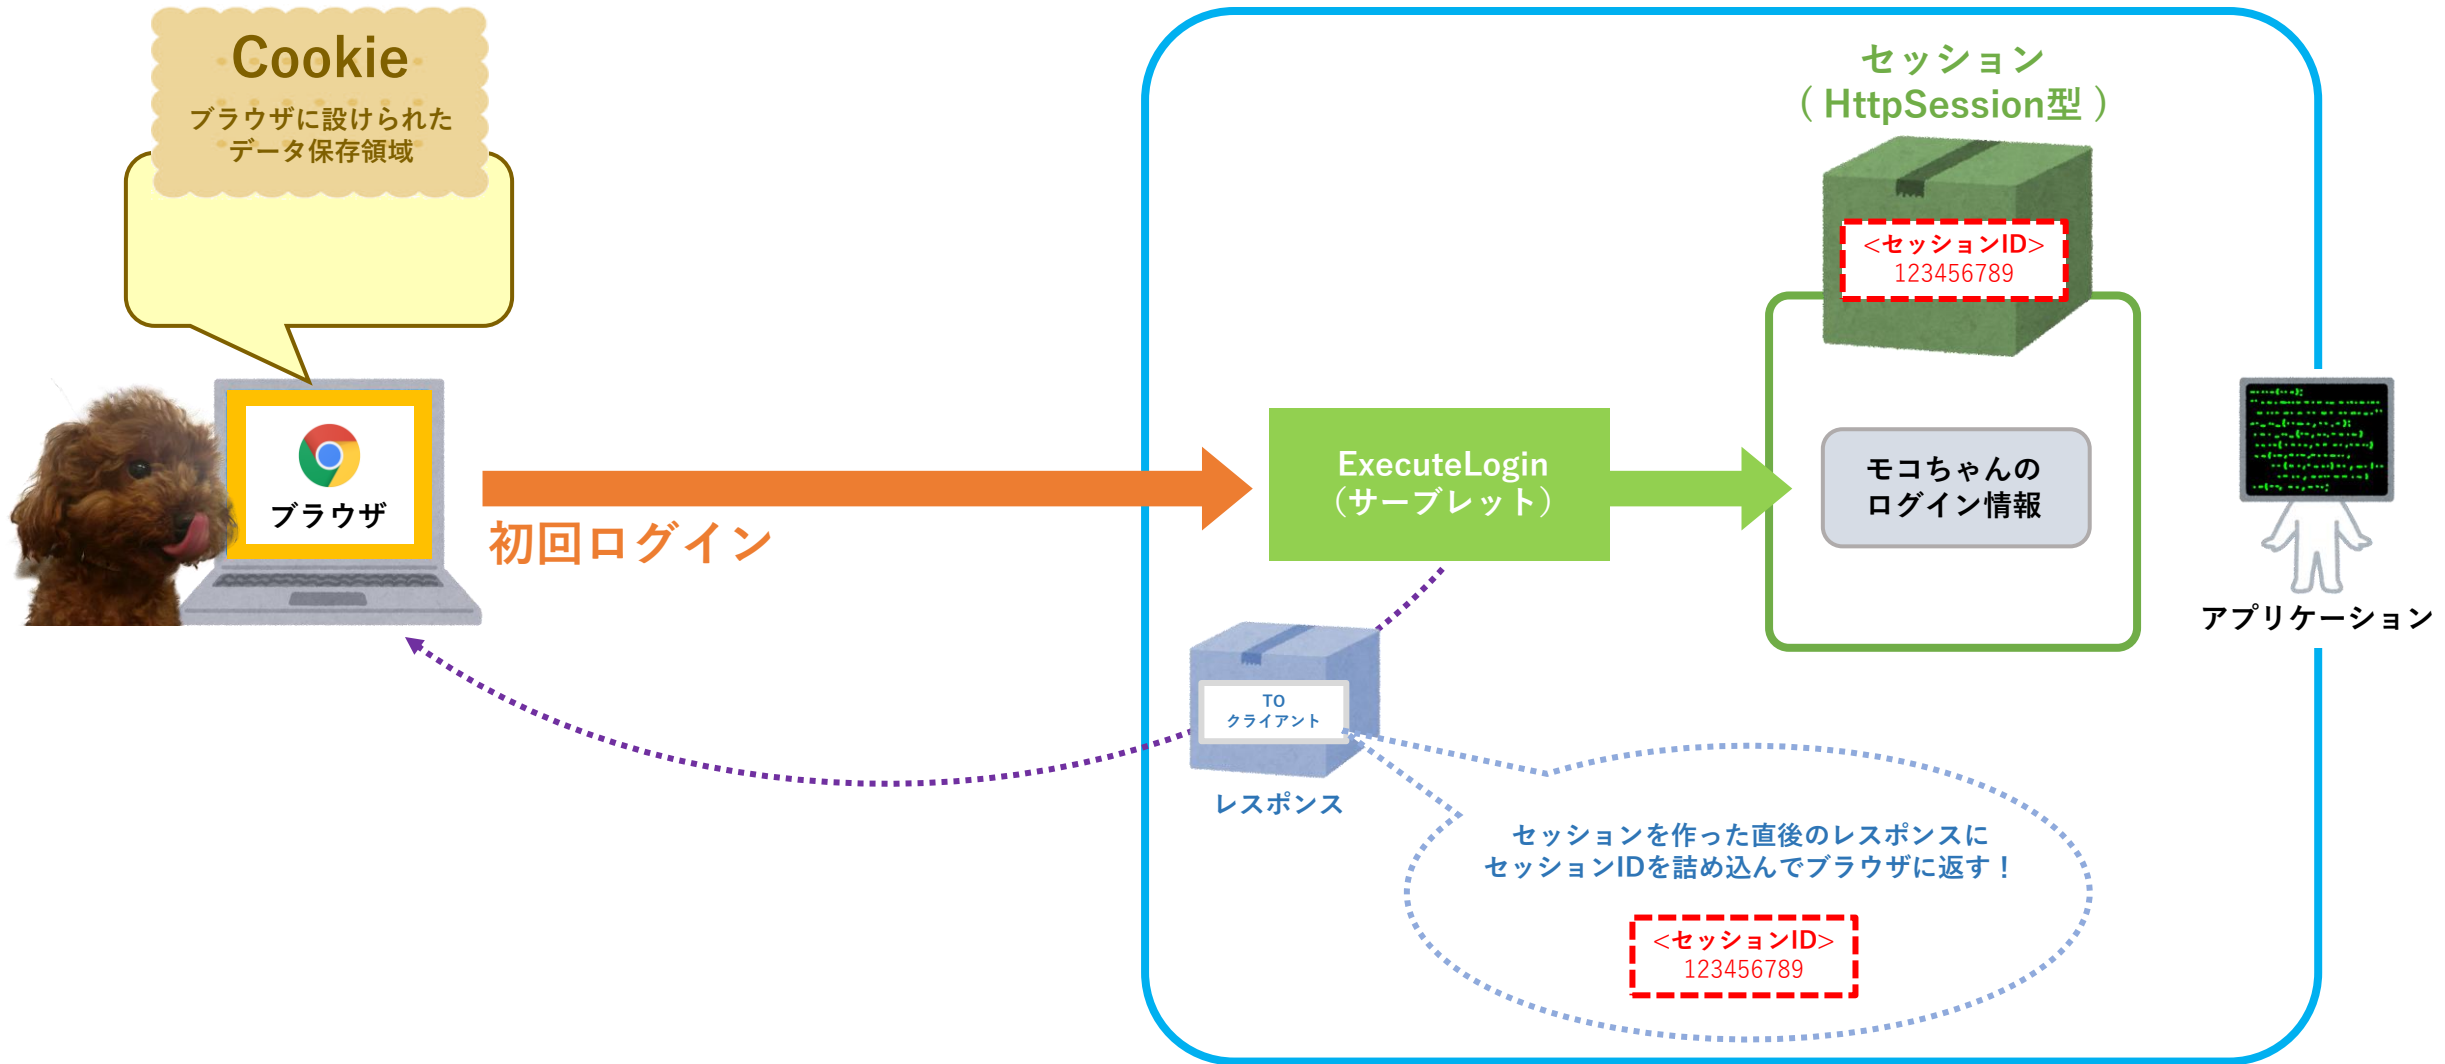 Cookie
ブラウザに設けられた
データ保存領域
セッション
（HttpSession型）
<セッションID>
123456789
ブラウザ
初回ログイン
ExecuteLogin
（サーブレット）
モコちゃんの
ログイン情報
アプリケーション
TO
クライアント
レスポンス
セッションを作った直後のレスポンスに
セッションIDを詰め込んでブラウザに返す！
<セッションID>
123456789